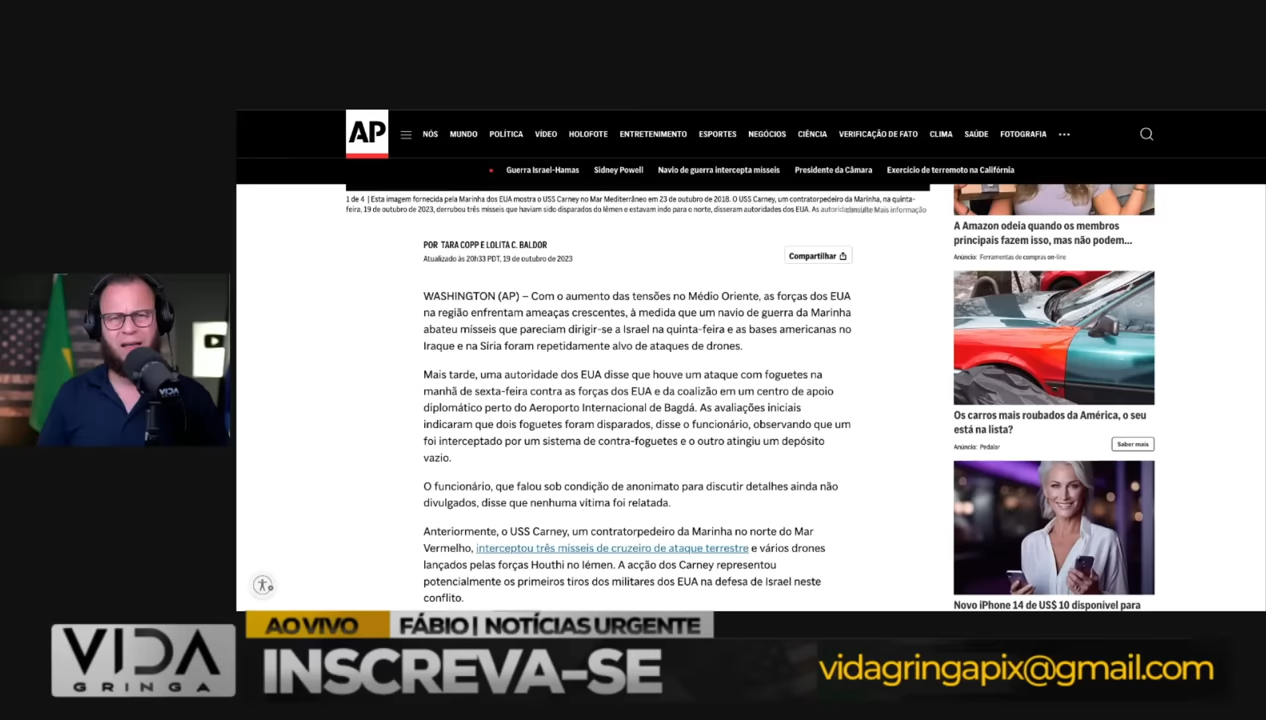 AP
NÓS MUNDO POLÍTICA VÍDEO HOLOFOTE ENTRETENIMENTO ESPORTES NEGÓCIOS CIÊNCIA VERIFICAÇÃO DE FATO CLIMA SAÚDE FOTOGRAFIA
Guerra Israel-Hamas Sidney Powell Navio de guerra intercepta mísseis Presidente da Câmara Exercício de terremoto na Califórnia
1 de 4 | Esta imagem fornecida pela Marinha dos EUA mostra o USS Carney no Mar Mediterrâneo em 23 de outubro de 2018. O USS Carney, um contratorpedeiro da Marinha, na quinta-
feira, 19 de outubro de 2023, derrubou três mísseis que haviam sido disparados do Iêmen e estavam indo para o norte, disseram autoridades dos EUA. As Mais informação
POR TARA COPP E LOLITA C. BALDOR
Atualizado às 20h33 PDT, 19 de outubro de 2023
Compartilhar
WASHINGTON (AP) – Com o aumento das tensões no Médio Oriente, as forças dos EUA
na região enfrentam ameaças crescentes, à medida que um navio de guerra da Marinha
abateu mísseis que pareciam dirigir-se a Israel na quinta-feira e as bases americanas no
Iraque e na Síria foram repetidamente alvo de ataques de drones.
Mais tarde, uma autoridade dos EUA disse que houve um ataque com foguetes na
manhã de sexta-feira contra as forças dos EUA e da coalizão em um centro de apoio
diplomático perto do Aeroporto Internacional de Bagdá. As avaliações iniciais
indicaram que dois foguetes foram disparados, disse o funcionário, observando que um
foi interceptado por um sistema de contra-foguetes e o outro atingiu um depósito
vazio.
O funcionário, que falou sob condição de anonimato para discutir detalhes ainda não
divulgados, disse que nenhuma vítima foi relatada.
Anteriormente, o USS Carney, um contratorpedeiro da Marinha no norte do Mar
Vermelho, interceptou três mísseis de cruzeiro de ataque terrestre e vários drones
lançados pelas forças Houthi no Iémen. A acção dos Carney representou
potencialmente os primeiros tiros dos militares dos EUA na defesa de Israel neste
conflito.
A Amazon odeia quando os membros
principais fazem isso, mas não podem...
Anúncio: Ferramentas de compras on-line
Os carros mais roubados da América, o seu
está na lista?
Anúncio: Pedalar
Saber mais
Novo iPhone 14 de US$ 10 disponível para
VIDA
VIDA
GRINGA
AO VIVO FÁBIO | NOTÍCIAS URGENTE
INSCREVA-SE
vidagringapix@gmail.com